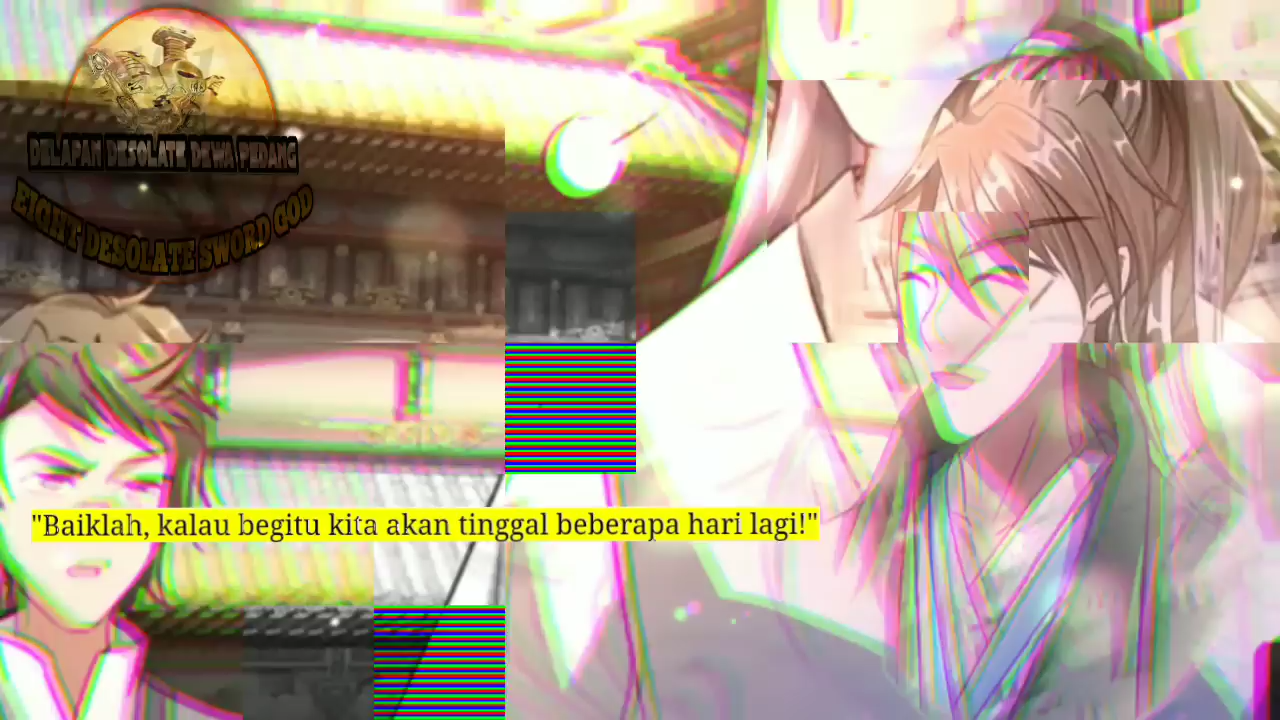 DELAPAN DESOLATE DEWA PEDANG
EIGHT DESOLATE SWORD GOD
"Baiklah, kalau begitu kita akan tinggal beberapa hari lagi!"